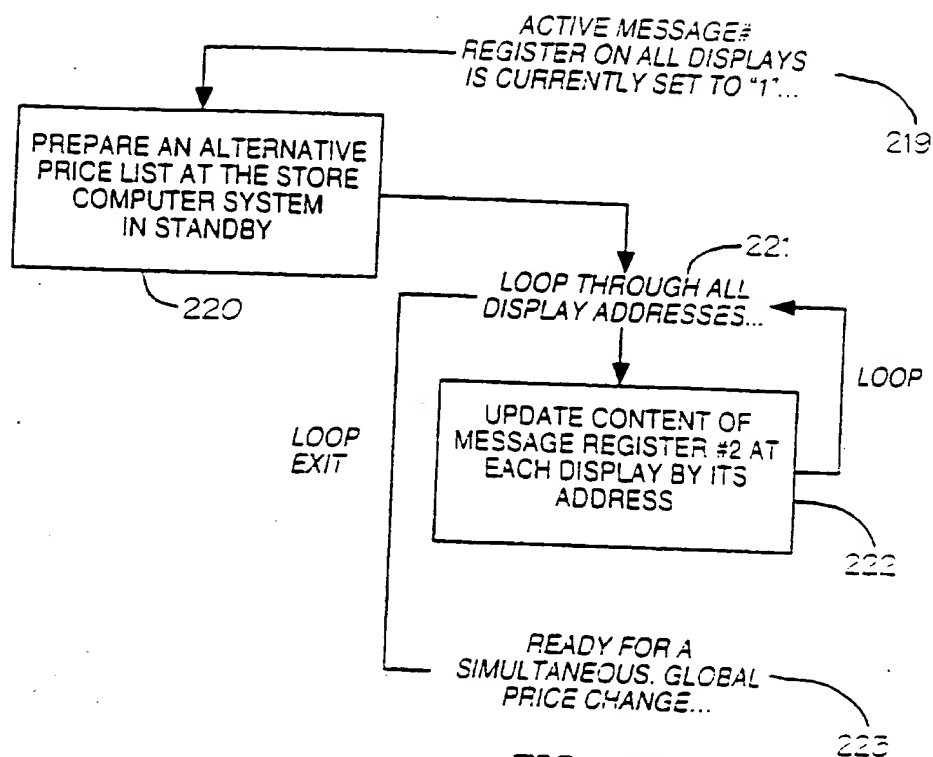 ACTIVE MESSAGE#
REGISTER ON ALL DISPLAYS
IS CURRENTLY SET TO "1"...
219
PREPARE AN ALTERNATIVE
PRICE LIST AT THE STORE
COMPUTER SYSTEM
IN STANDBY
220
221
LOOP THROUGH ALL
DISPLAY ADDRESSES...
LOOP
UPDATE CONTENT OF
MESSAGE REGISTER #2 AT
EACH DISPLAY BY ITS
ADDRESS
LOOP
EXIT
222
READY FOR A
SIMULTANEOUS, GLOBAL
PRICE CHANGE...
223